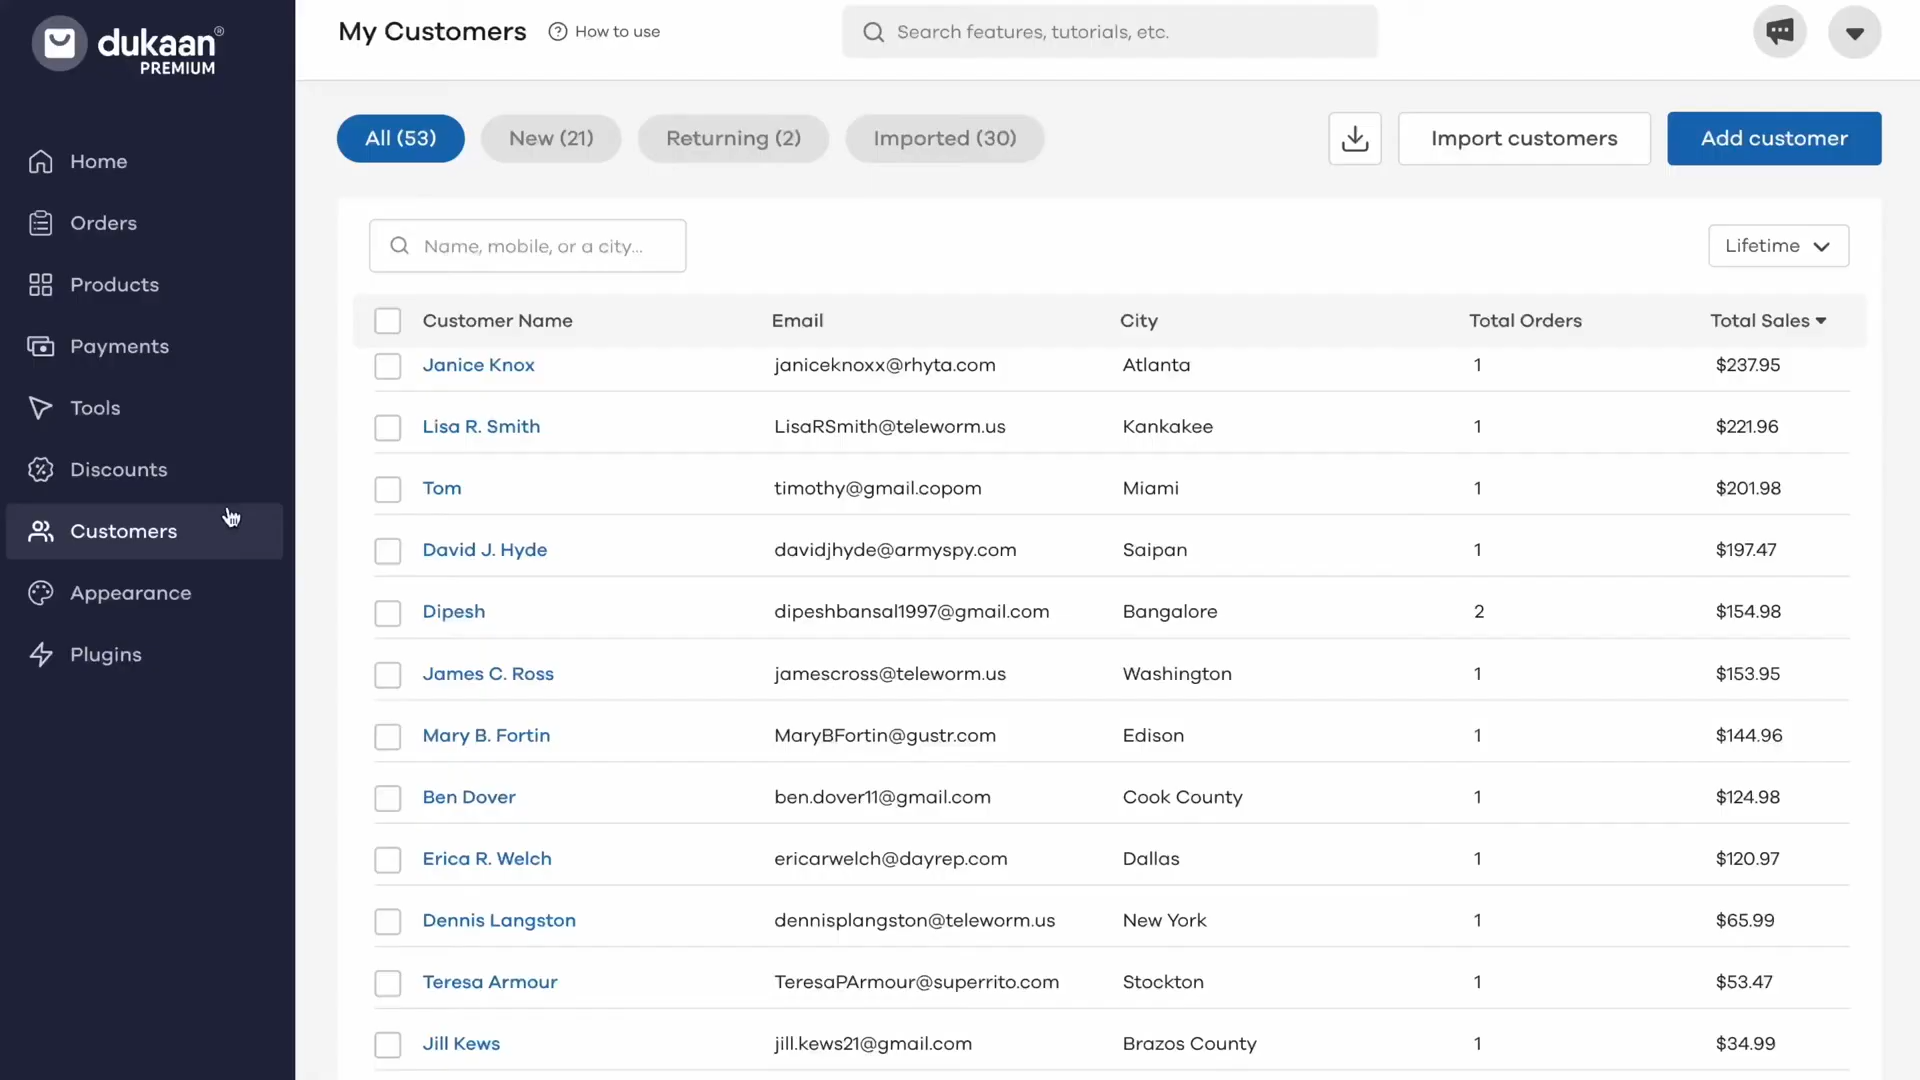 dukaan®
PREMIUM
My Customers
How to use
Search features, tutorials, etc.
Home
Orders
Products
Payments
Tools
Discounts
Customers
Appearance
Plugins
All (53)
New (21)
Returning (2)
Imported (30)
Import customers
Add customer
Name, mobile, or a city...
Lifetime
Customer Name Email City Total Orders Total Sales
Janice Knox janiceknoxx@rhyta.com Atlanta 1 $237.95
Lisa R. Smith LisaRSmith@teleworm.us Kankakee 1 $221.96
Tom timothy@gmail.copom Miami 1 $201.98
David J. Hyde davidjhyde@armyspy.com Saipan 1 $197.47
Dipesh dipeshbansal1997@gmail.com Bangalore 2 $154.98
James C. Ross jamescross@teleworm.us Washington 1 $153.95
Mary B. Fortin MaryBFortin@gustr.com Edison 1 $144.96
Ben Dover ben.dover11@gmail.com Cook County 1 $124.98
Erica R. Welch ericarwelch@dayrep.com Dallas 1 $120.97
Dennis Langston dennisplangston@teleworm.us New York 1 $65.99
Teresa Armour TeresaPArmour@superrito.com Stockton 1 $53.47
Jill Kews jill.kews21@gmail.com Brazos County 1 $34.99